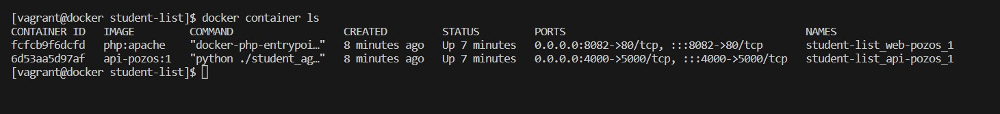 [vagrant@docker student-list]$ docker container ls
CONTAINER ID   IMAGE         COMMAND                  CREATED         STATUS         PORTS                                       NAMES
fcfcb9f6dcfd   php:apache    "docker-php-entrypoi…"   8 minutes ago   Up 7 minutes   0.0.0.0:8082->80/tcp, :::8082->80/tcp       student-list_web-pozos_1
6d53aa5d97af   api-pozos:1   "python ./student_ag…"   8 minutes ago   Up 7 minutes   0.0.0.0:4000->5000/tcp, :::4000->5000/tcp   student-list_api-pozos_1
[vagrant@docker student-list]$